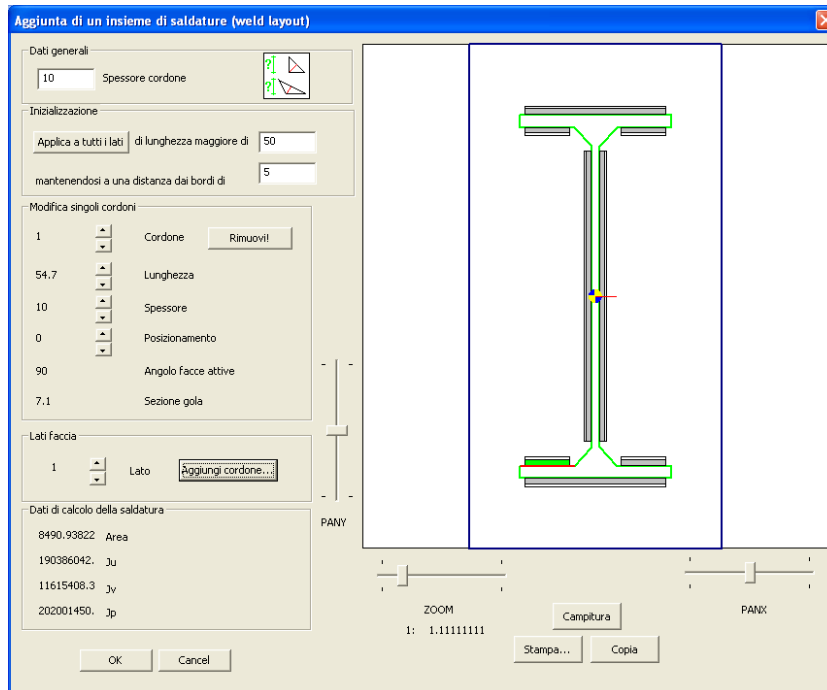 Aggiunta di un insieme di saldature (weld layout)
Dati generali
10 Spessore cordone
?
?
Inizializzazione
Applica a tutti i lati di lunghezza maggiore di 50
mantenendosi a una distanza dai bordi di 5
Modifica singoli cordoni
1 Cordone Rimuovi!
54.7 Lunghezza
10 Spessore
0 Posizionamento
90 Angolo facce attive
7.1 Sezione gola
Lati faccia
1 Lato Aggiungi cordone...
PANY
Dati di calcolo della saldatura
8490.93822 Area
190386042. Ju
11615408.3 Jv
202001450. Jp
OK Cancel
ZOOM
1: 1.11111111
PANX
Campitura
Stampa... Copia